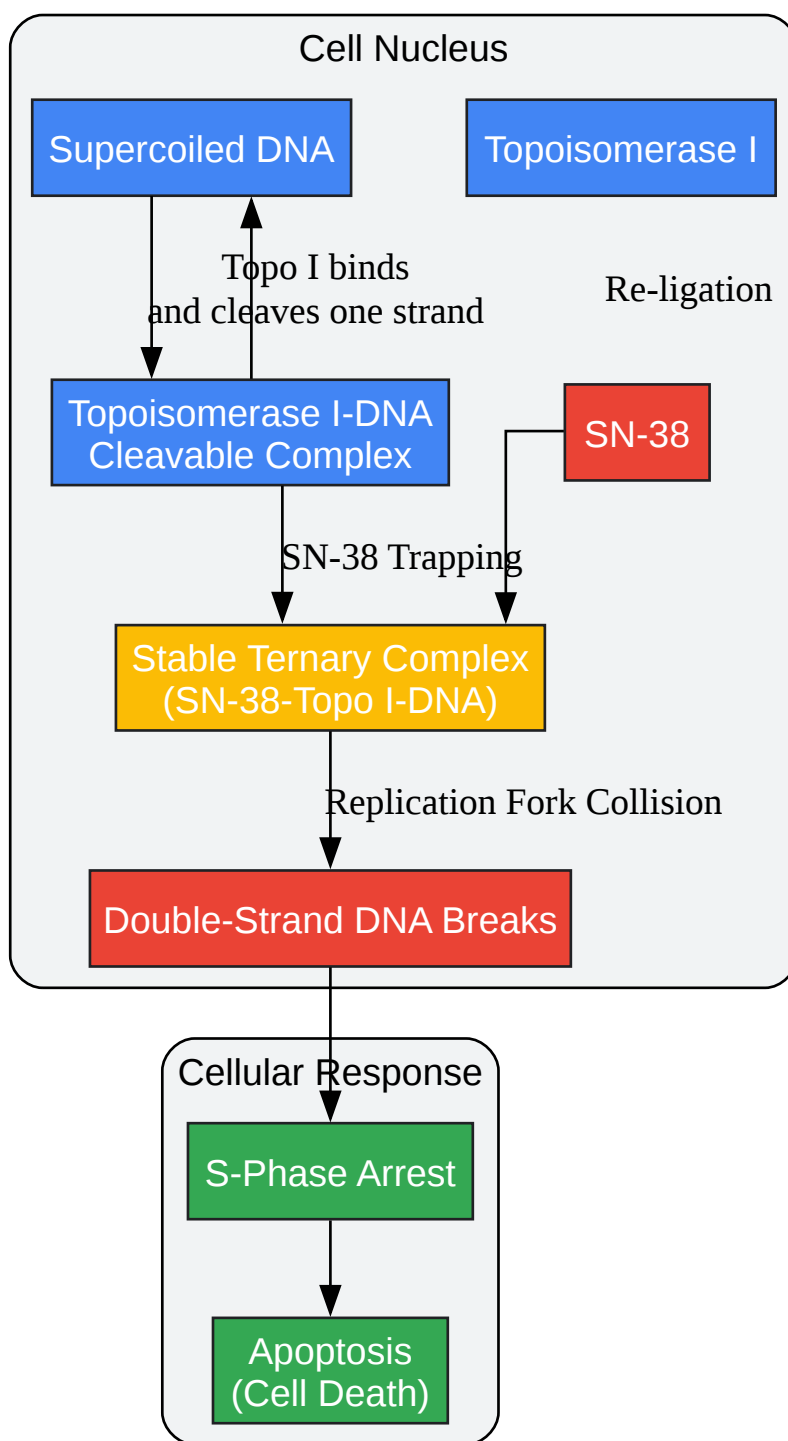 Cell Nucleus
Supercoiled DNA
Topoisomerase I
Topo I binds
and cleaves one strand
Re-ligation
Topoisomerase I-DNA
Cleavable Complex
SN-38
SN-38 Trapping
Stable Ternary Complex
(SN-38-Topo I-DNA)
Replication Fork Collision
Double-Strand DNA Breaks
Cellular Response
S-Phase Arrest
Apoptosis
(Cell Death)